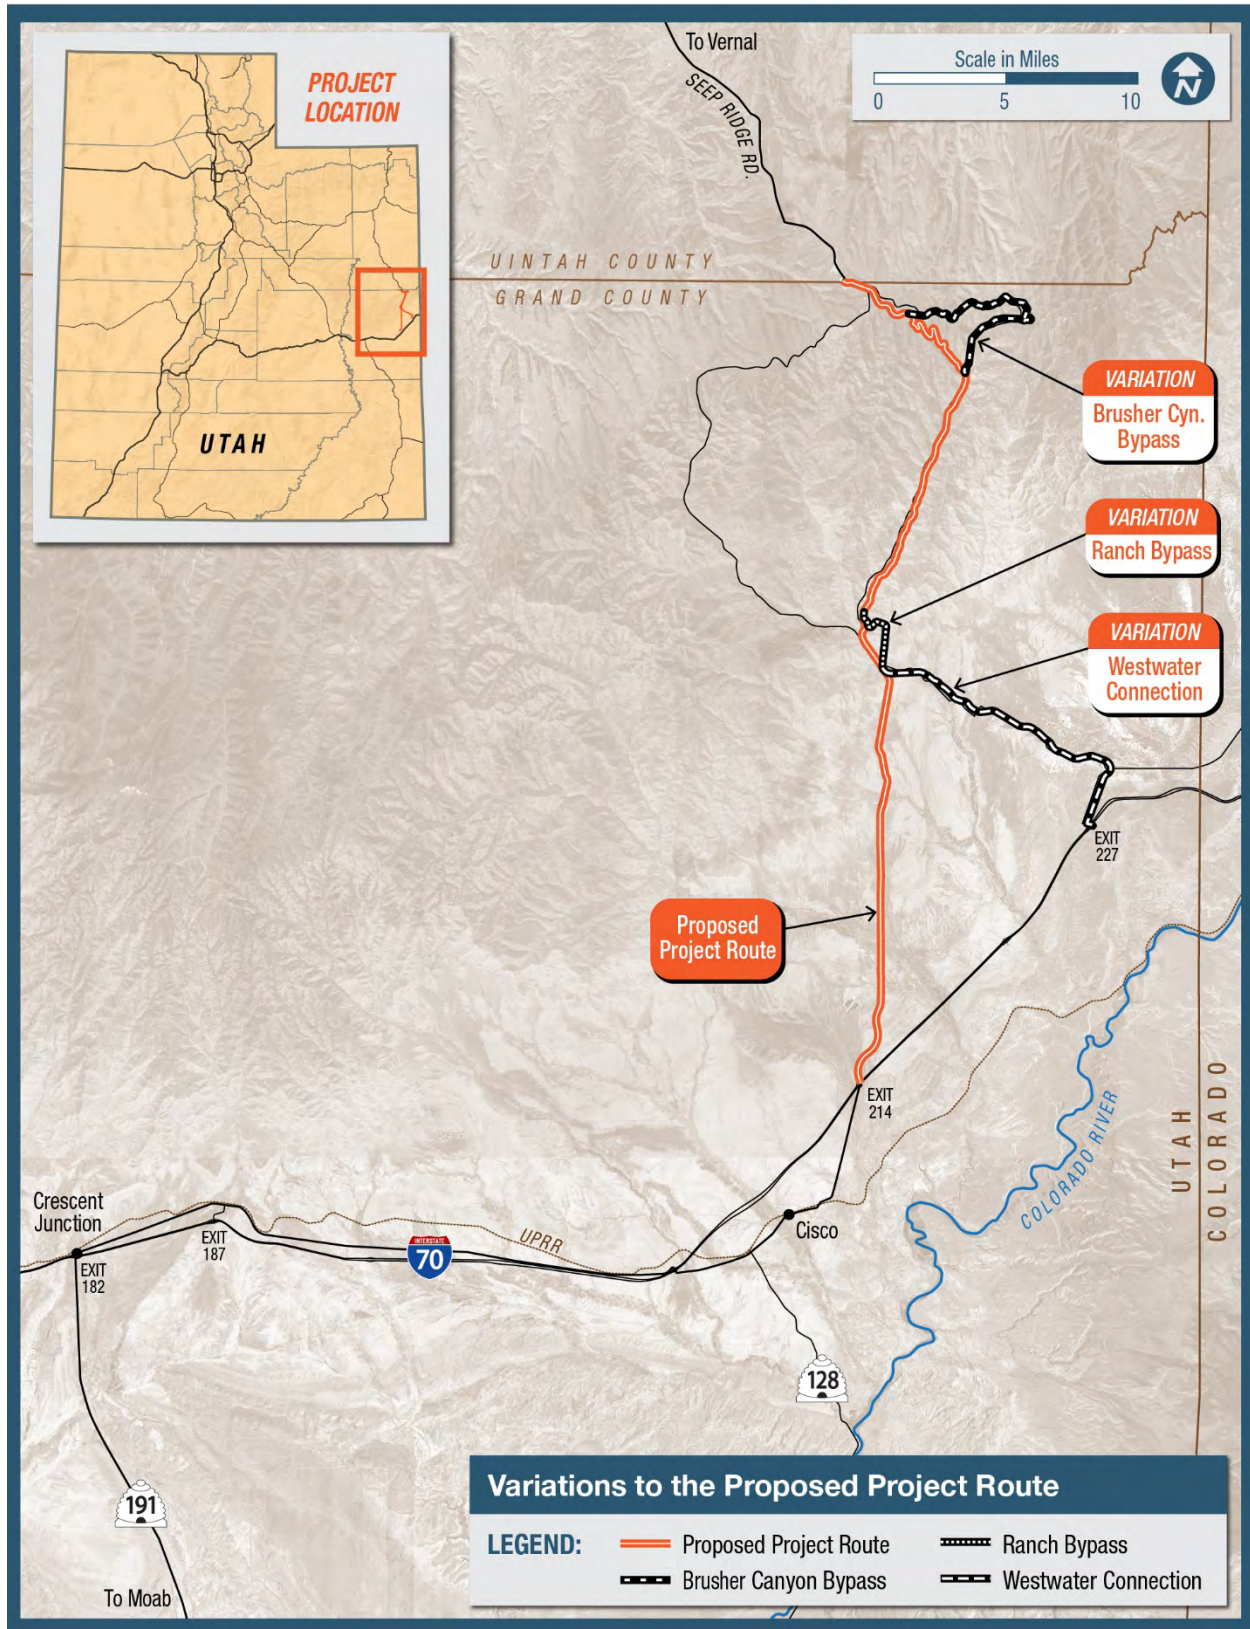 PROJECT
LOCATION
UTAH
To Vernal
SEEP RIDGE RD.
Scale in Miles
0 5 10
N
UINTAH COUNTY
GRAND COUNTY
VARIATION
Brusher Cyn.
Bypass
VARIATION
Ranch Bypass
VARIATION
Westwater
Connection
EXIT
227
Proposed
Project Route
EXIT
214
UTAH
COLORADO
COLORADO RIVER
Crescent
Junction
EXIT
182
EXIT
187
INTERSTATE
70
UPRR
Cisco
128
191
To Moab
Variations to the Proposed Project Route
LEGEND:
Proposed Project Route
Ranch Bypass
Brusher Canyon Bypass
Westwater Connection